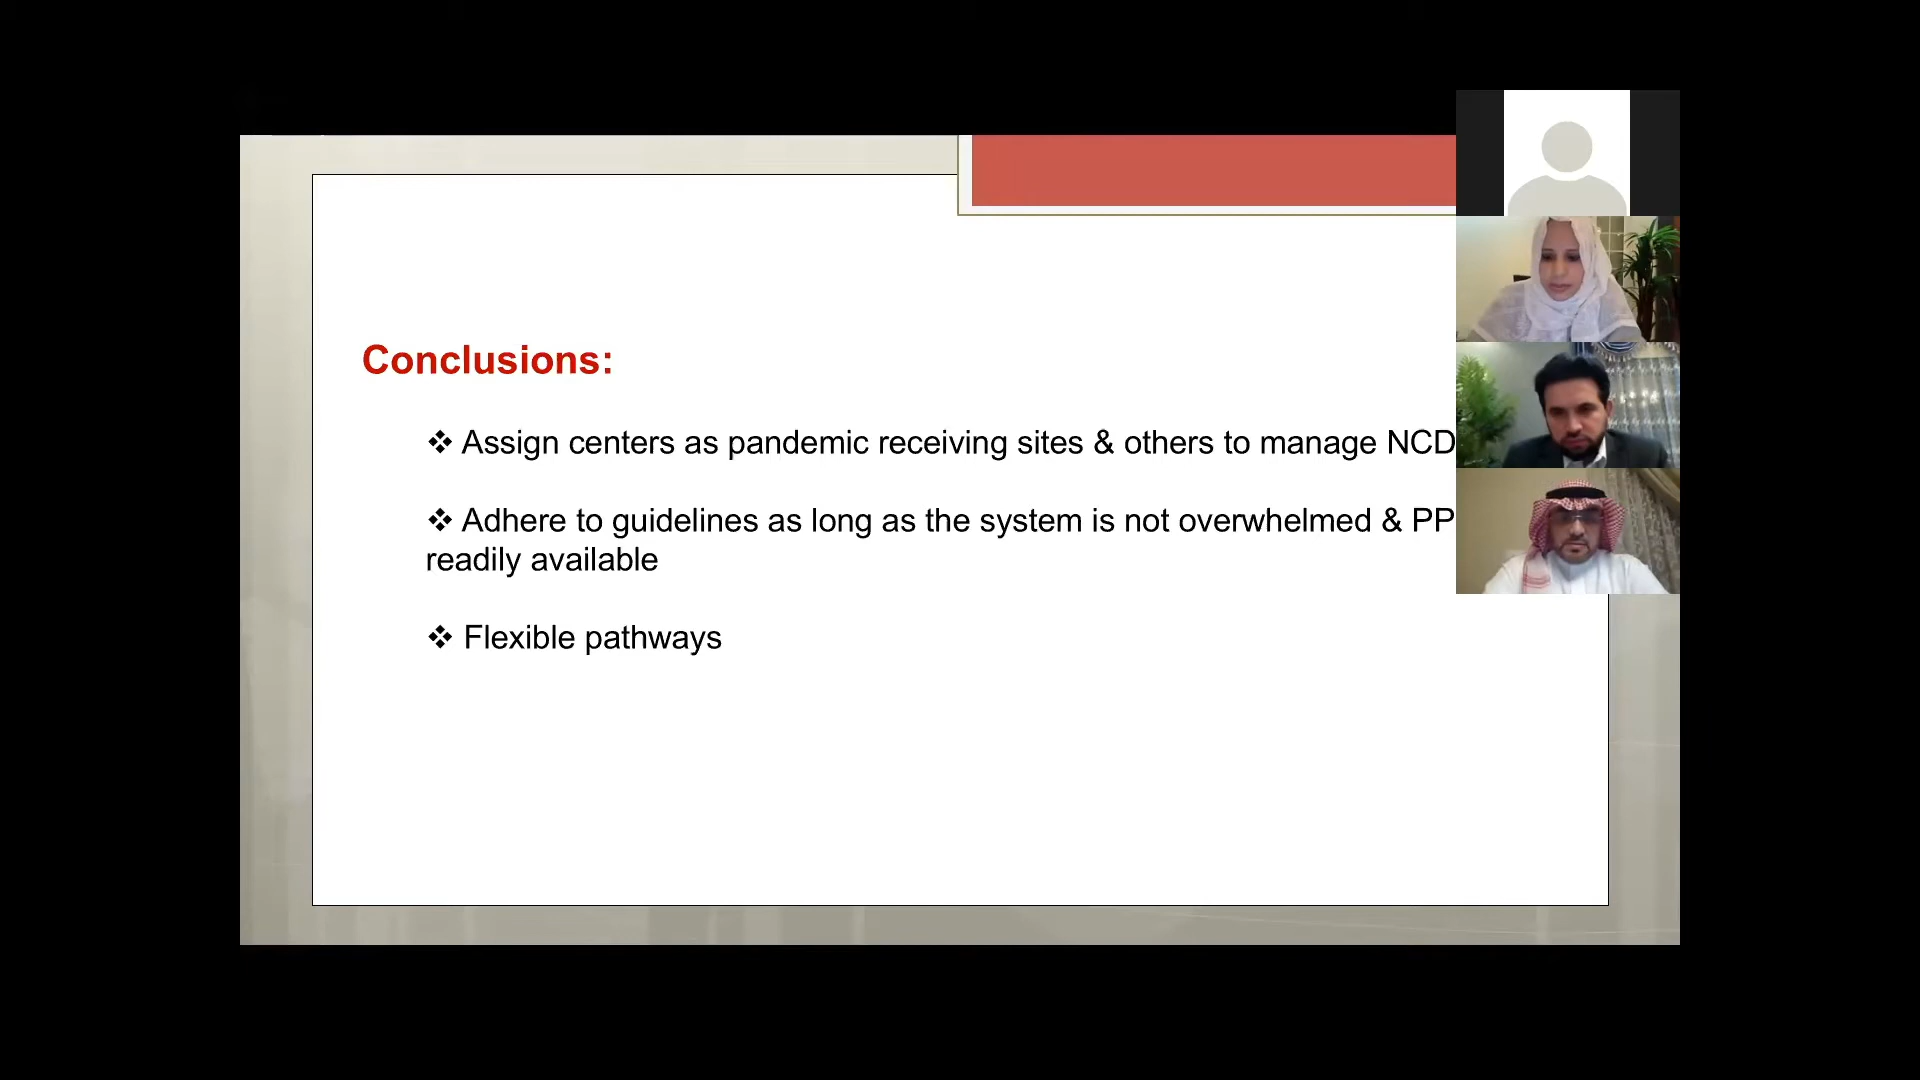 Conclusions:
❖ Assign centers as pandemic receiving sites & others to manage NCD
❖ Adhere to guidelines as long as the system is not overwhelmed & PP
readily available
❖ Flexible pathways